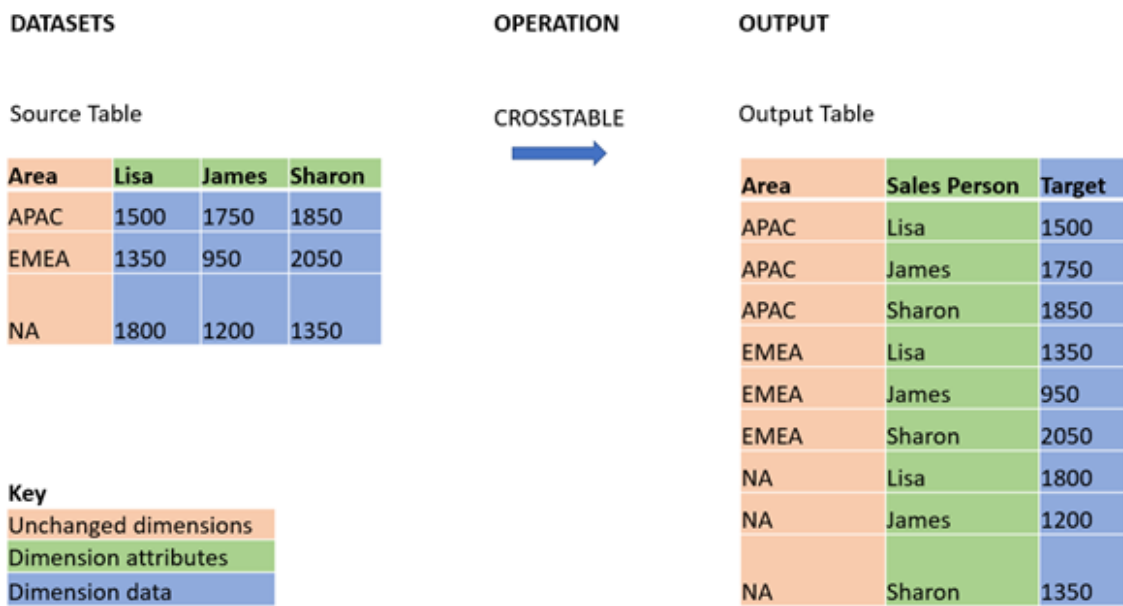 DATASETS OPERATION OUTPUT
Source Table CROSSTABLE Output Table
Area Lisa James Sharon
APAC 1500 1750 1850
EMEA 1350 950 2050
NA 1800 1200 1350
Area Sales Person Target
APAC Lisa 1500
APAC James 1750
APAC Sharon 1850
EMEA Lisa 1350
EMEA James 950
EMEA Sharon 2050
NA Lisa 1800
NA James 1200
NA Sharon 1350
Key
Unchanged dimensions
Dimension attributes
Dimension data